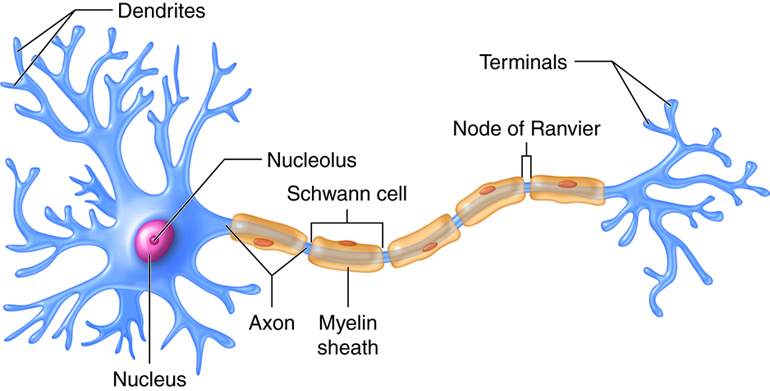 Dendrites
Terminals
Node of Ranvier
Nucleolus
Schwann cell
Axon
Myelin
sheath
Nucleus